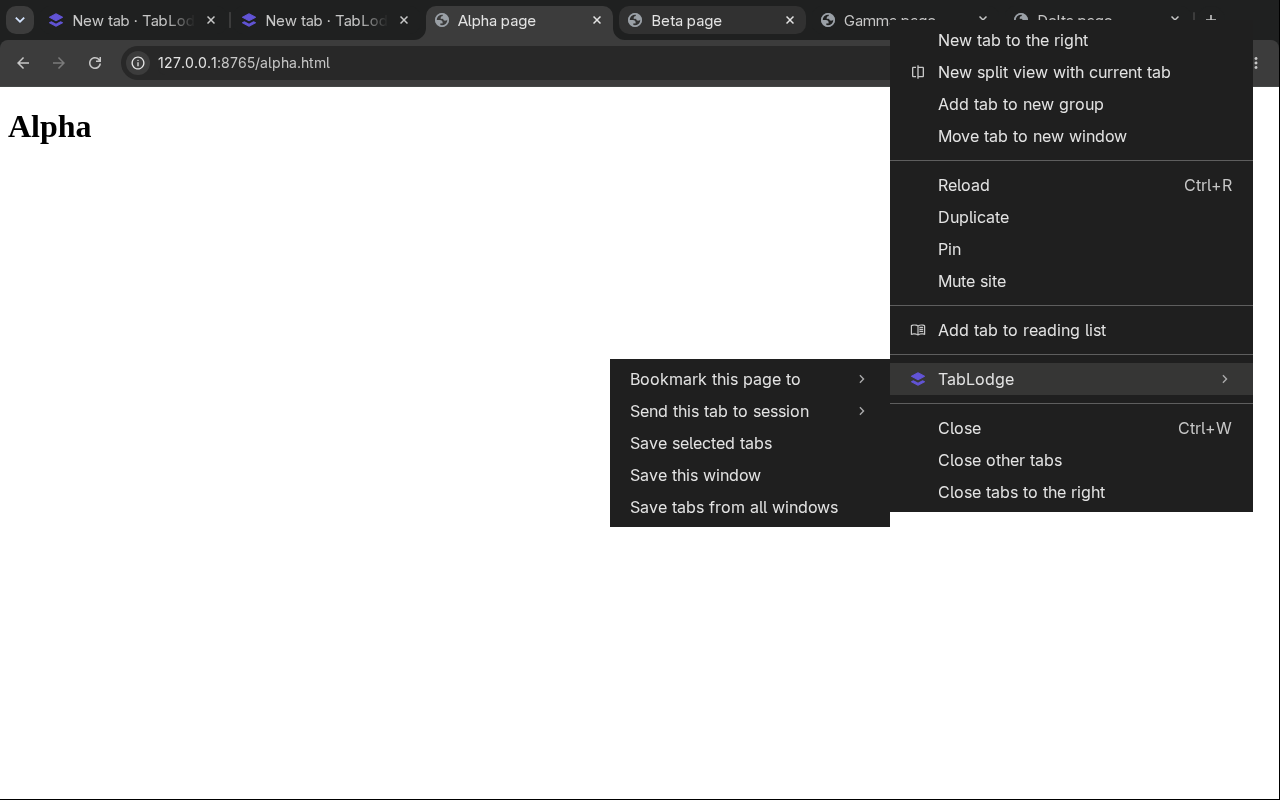 New tab · TabLod
New tab · TabLod
Alpha page
Beta page
127.0.0.1:8765/alpha.html
Alpha
New tab to the right
New split view with current tab
Add tab to new group
Move tab to new window
Reload Ctrl+R
Duplicate
Pin
Mute site
Add tab to reading list
TabLodge
Bookmark this page to
Send this tab to session
Save selected tabs
Save this window
Save tabs from all windows
Close Ctrl+W
Close other tabs
Close tabs to the right